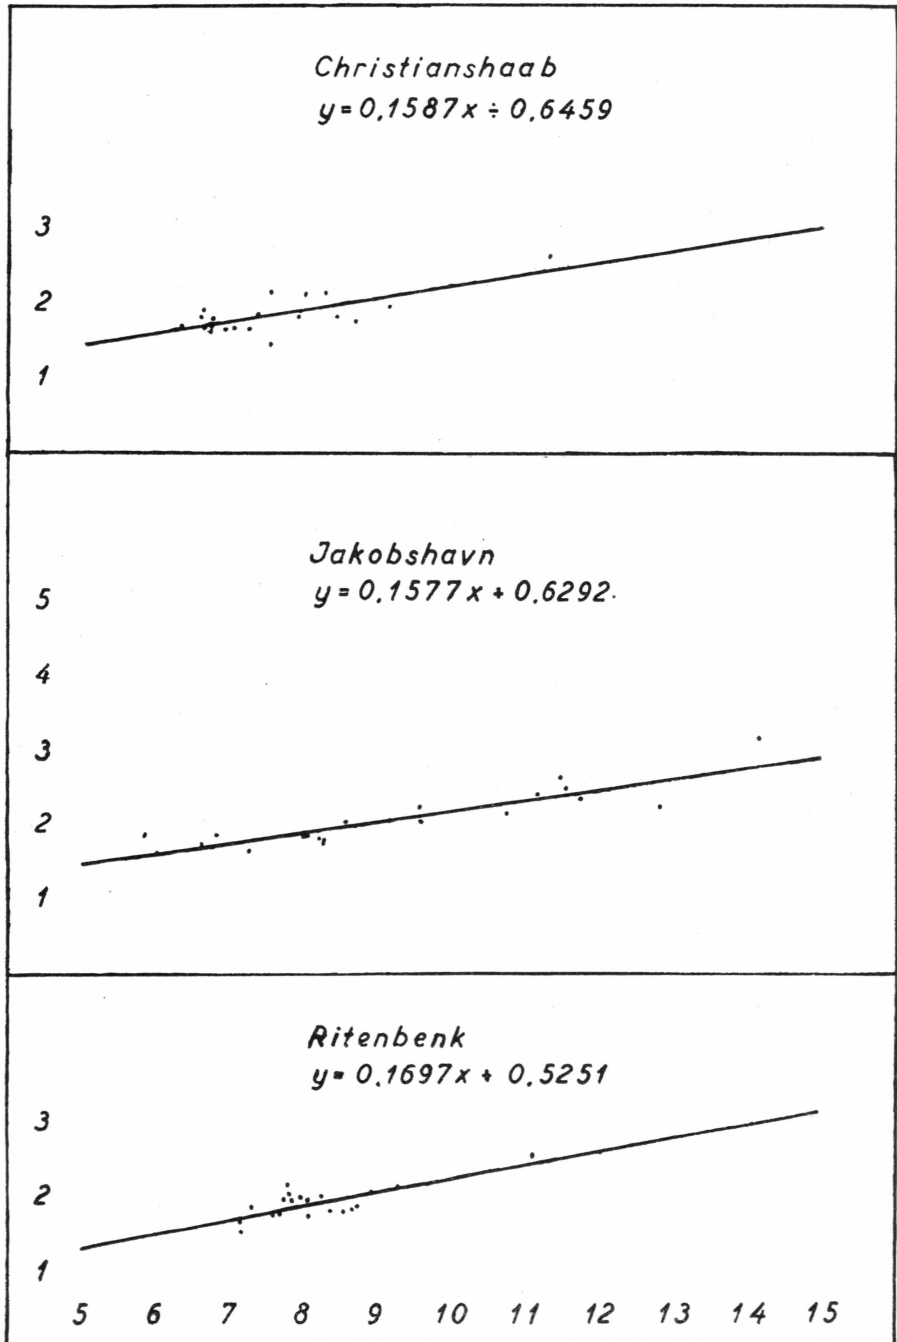 Christianshaab
y=0,1587x ÷ 0,6459
3
2
1
Jakobshavn
y=0,1577x + 0,6292.
5
4
3
2
1
Ritenbenk
y= 0,1697x + 0,5251
3
2
1
5 6 7 8 9 10 11 12 13 14 15